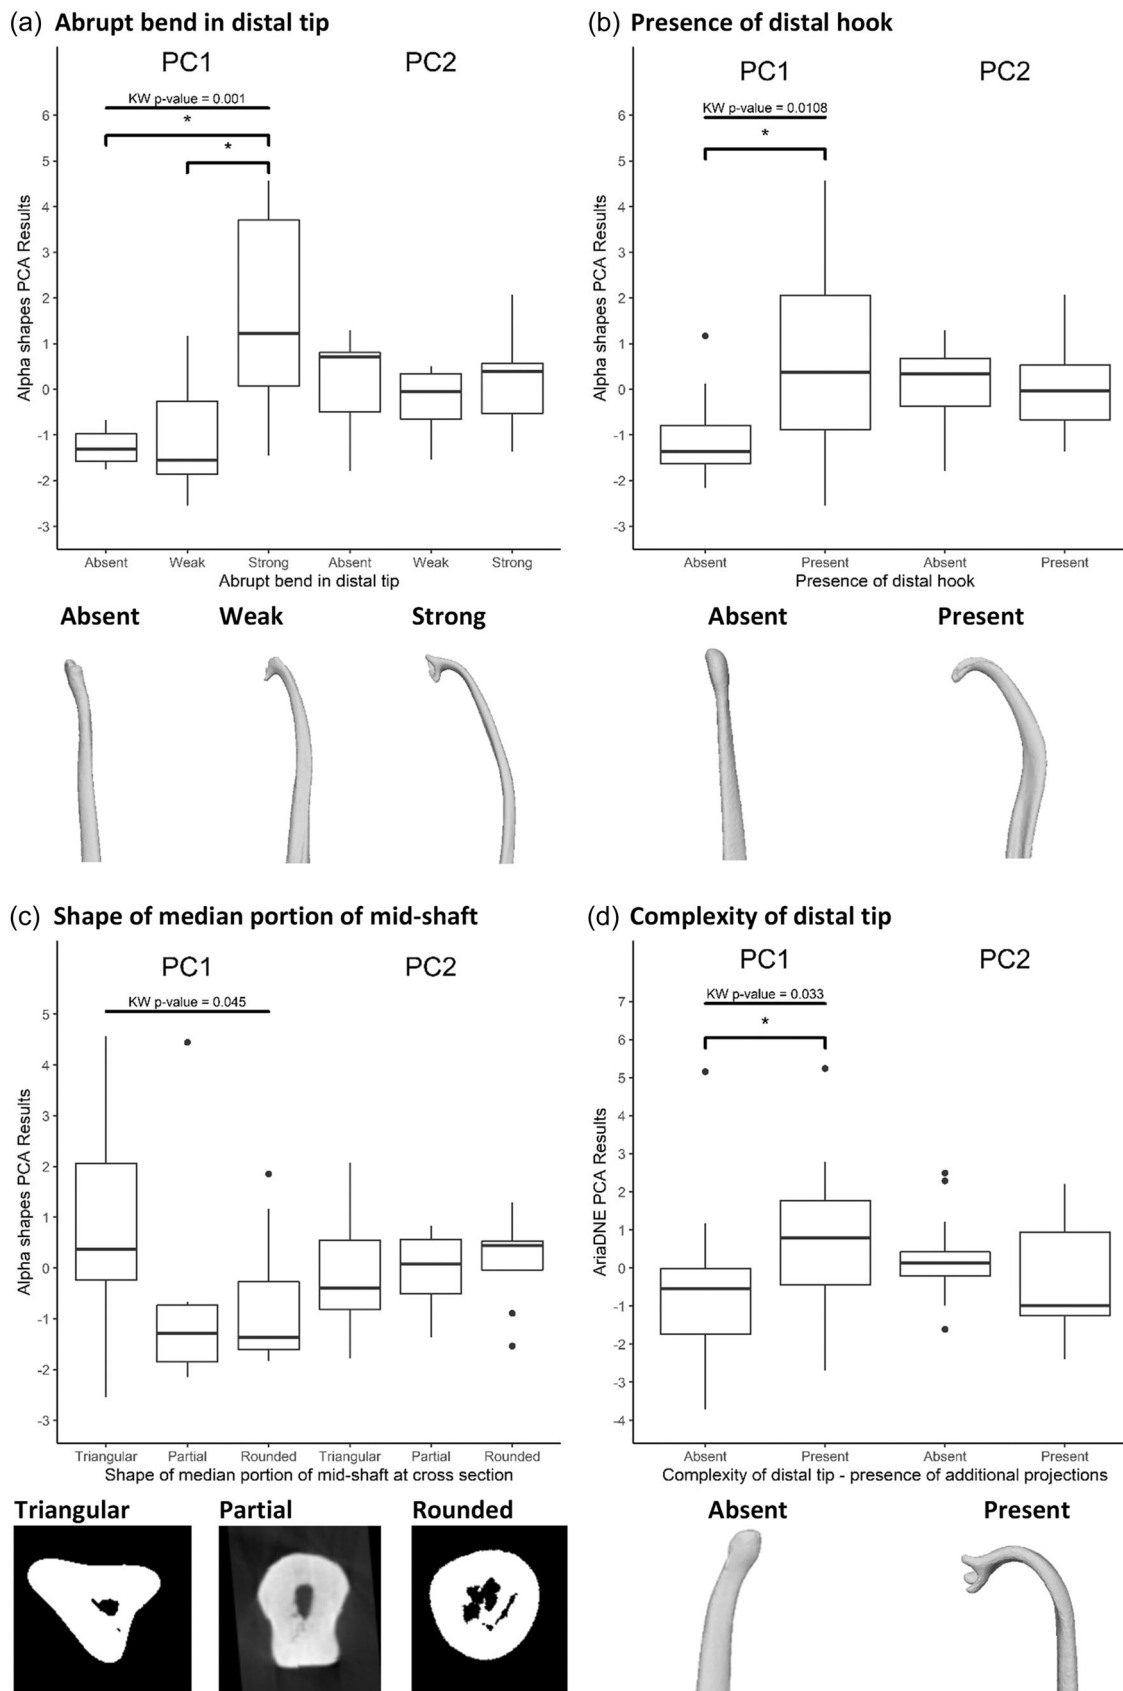 (a) Abrupt bend in distal tip
PC1 PC2
KW p-value = 0.001
*
*
6
5
4
3
2
1
0
-1
-2
-3
Alpha shapes PCA Results
Absent Weak Strong Absent Weak Strong
Abrupt bend in distal tip
Absent Weak Strong
(b) Presence of distal hook
PC1 PC2
KW p-value = 0.0108
*
6
5
4
3
2
1
0
-1
-2
-3
Alpha shapes PCA Results
Absent Present Absent Present
Presence of distal hook
Absent Present
(c) Shape of median portion of mid-shaft
PC1 PC2
KW p-value = 0.045
5
4
3
2
1
0
-1
-2
-3
Alpha shapes PCA Results
Triangular Partial Rounded Triangular Partial Rounded
Shape of median portion of mid-shaft at cross section
Triangular Partial Rounded
(d) Complexity of distal tip
PC1 PC2
KW p-value = 0.033
*
7
6
5
4
3
2
1
0
-1
-2
-3
-4
AriaDNE PCA Results
Absent Present Absent Present
Complexity of distal tip - presence of additional projections
Absent Present